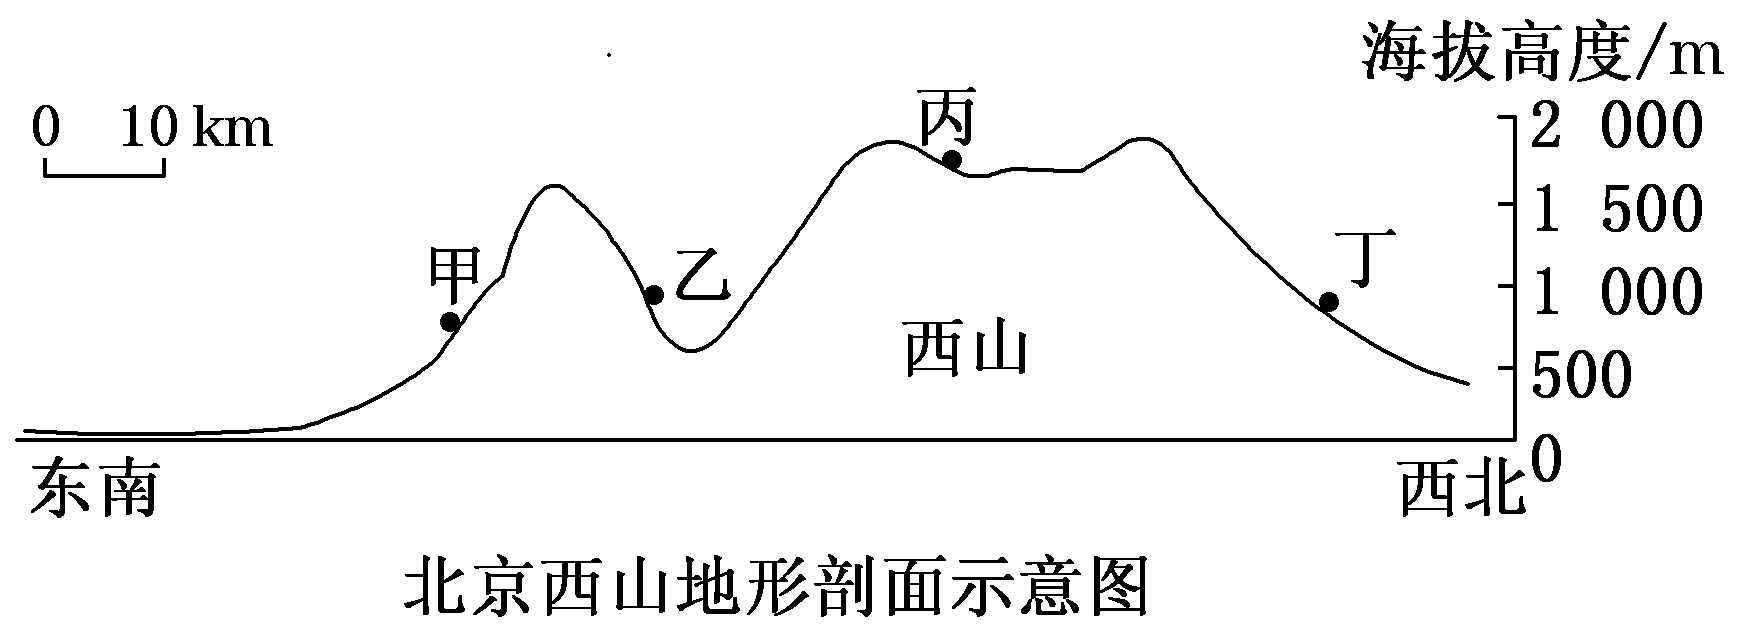 海拔高度/m
0 10 km
丙
2 000
1 500
甲
乙
丁
1 000
西山
500
0
东南
西北
北京西山地形剖面示意图